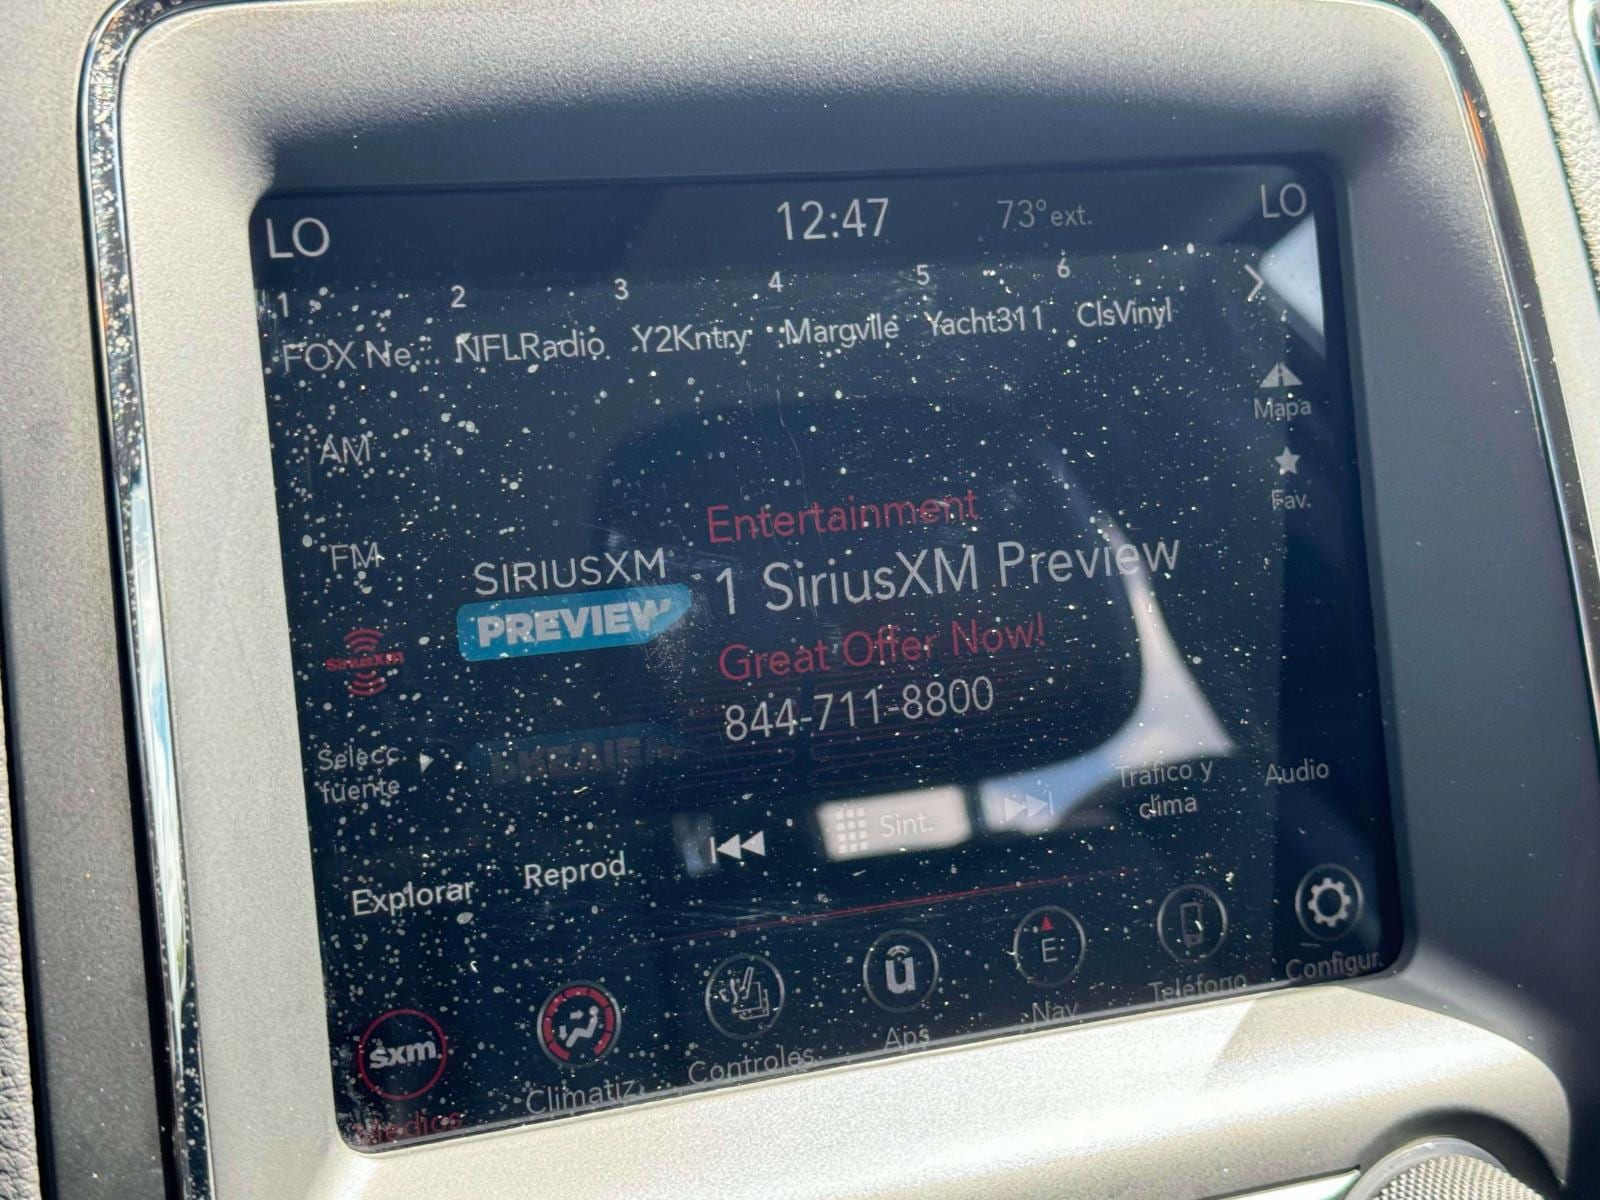 LO 12:47 73° ext. LO
1 2 3 4 5 6
FOX Ne... NFLRadio Y2Kntry Margvlle Yacht311 ClsVinyl
Mapa
AM
Fav.
Entertainment
FM
SIRIUSXM
1 SiriusXM Preview
PREVIEW
SiriusXm
Great Offer Now!
844-711-8800
Selecc.
fuente
Tráfico y
clima
Audio
Explorar Reprod. Sint.
sxm u E
Medios Climatiz. Controles Aps Nav Teléfono Configur.